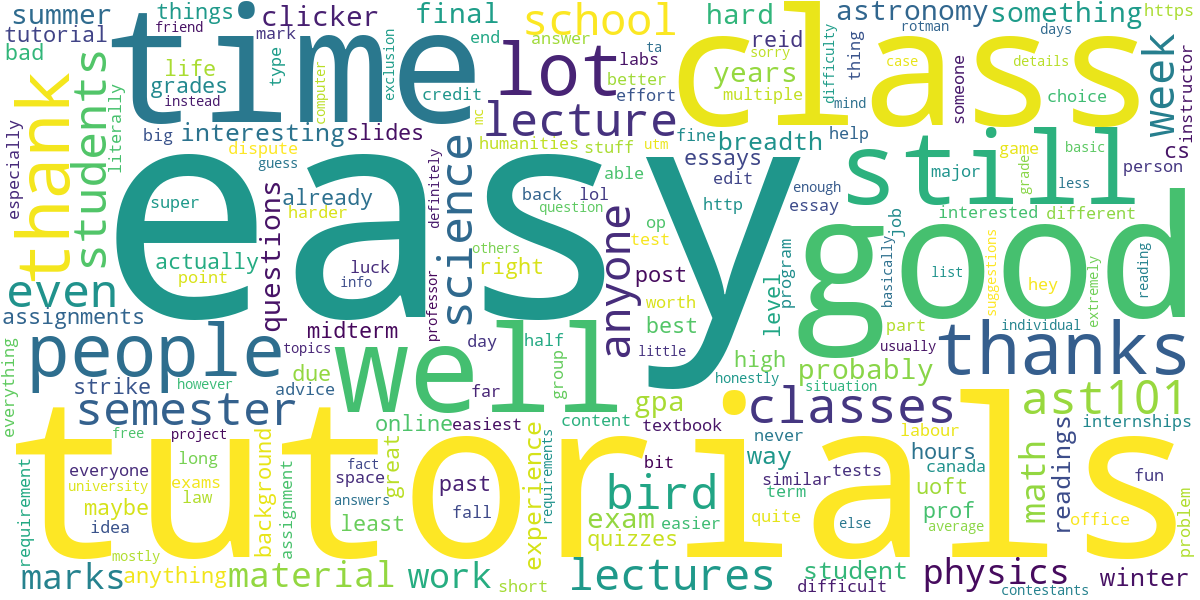 easy
tutorials
class
good
time
well
still
people
thanks
thank
lot
school
lecture
science
anyone
classes
semester
students
even
bird
ast101
lectures
physics
material
work
marks
week
math
summer
tutorial
bad
things
friend
mark
clicker
final
end
hard
reid
years
astronomy
something
https
rotman
days
thing
difficulty
case
details
sorry
mind
someone
choice
instructor
cs
person
life
grades
instead
type
computer
exclusion
credit
answer
labs
ta
better
effort
multiple
literally
especially
big
interesting
slides
mc
humanities
stuff
utm
fine
breadth
help
dispute
guess
essays
edit
able
game
grade
basic
major
less
super
already
harder
definitely
back
lol
question
http
enough
essay
job
interested
different
questions
actually
point
luck
info
others
right
op
test
post
worth
program
level
basically
list
suggestions
hey
extremely
reading
assignments
midterm
professor
best
part
individual
usually
everything
strike
however
topics
due
advice
day
half
far
group
little
high
honestly
probably
situation
gpa
online
easiest
content
textbook
free
project
background
great
experience
requirements
bit
never
way
labour
hours
readings
internships
requirement
everyone
university
long
exams
law
fact
space
answers
past
fall
similar
tests
term
canada
uoft
fun
maybe
idea
assignment
least
exam
easier
quizzes
quite
else
prof
average
office
problem
mostly
anything
short
student
difficult
winter
contestants